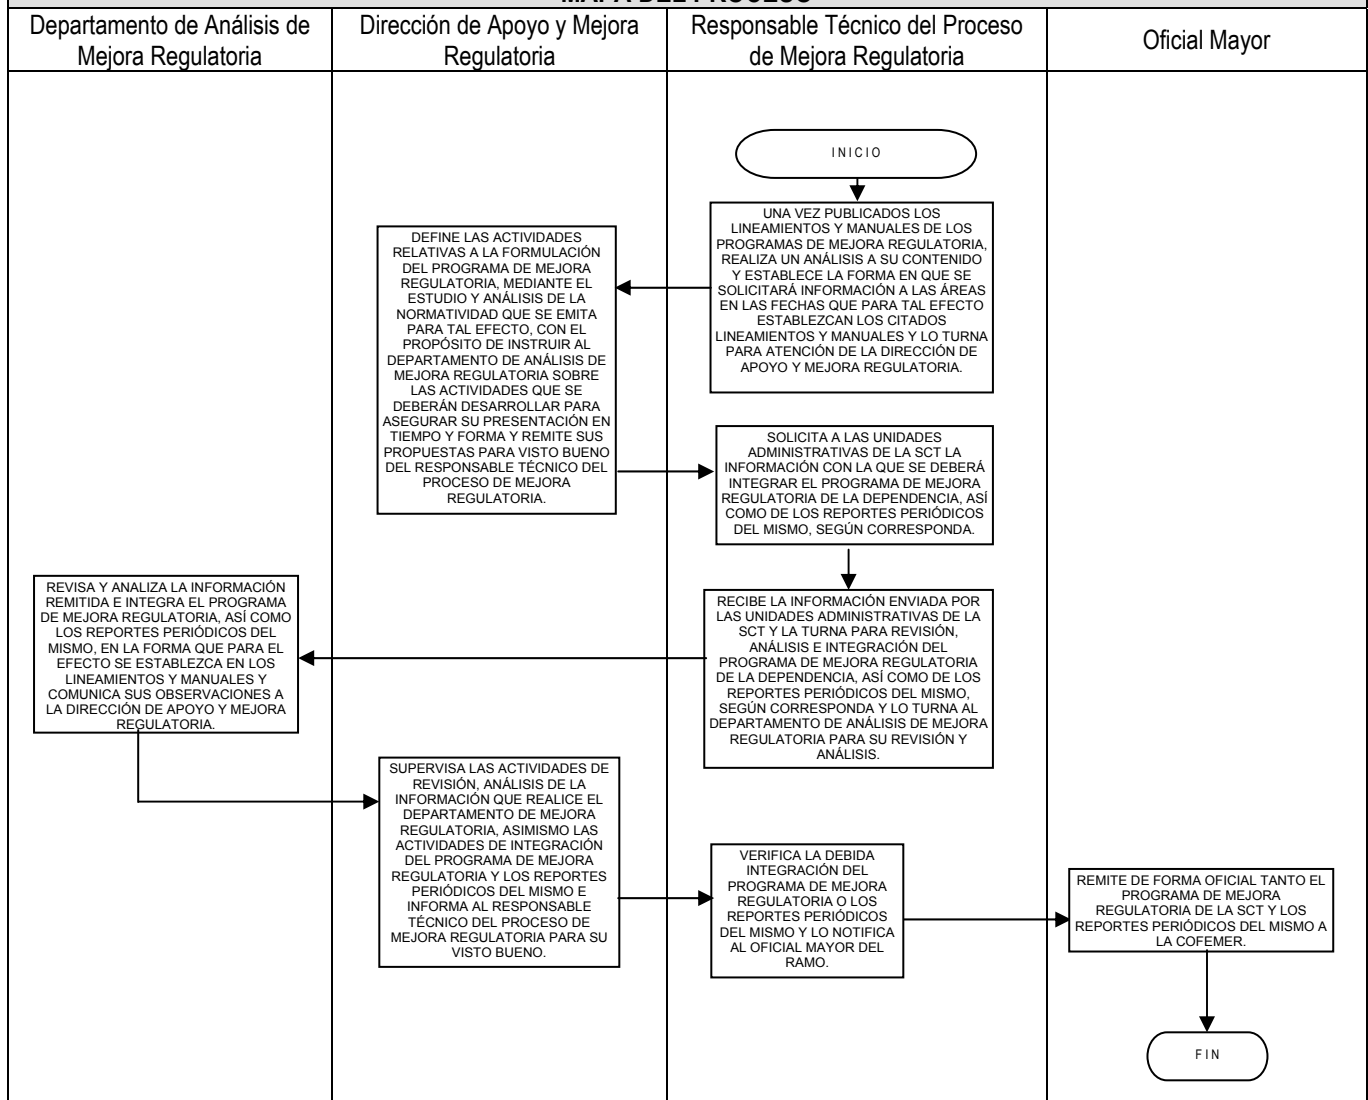 MAPA DEL PROCESO
Departamento de Análisis de
Mejora Regulatoria
Dirección de Apoyo y Mejora
Regulatoria
Responsable Técnico del Proceso
de Mejora Regulatoria
Oficial Mayor
INICIO
UNA VEZ PUBLICADOS LOS
LINEAMIENTOS Y MANUALES DE LOS
PROGRAMAS DE MEJORA REGULATORIA,
REALIZA UN ANÁLISIS A SU CONTENIDO
Y ESTABLECE LA FORMA EN QUE SE
SOLICITARÁ INFORMACIÓN A LAS ÁREAS
EN LAS FECHAS QUE PARA TAL EFECTO
ESTABLEZCAN LOS CITADOS
LINEAMIENTOS Y MANUALES Y LO TURNA
PARA ATENCIÓN DE LA DIRECCIÓN DE
APOYO Y MEJORA REGULATORIA.
DEFINE LAS ACTIVIDADES
RELATIVAS A LA FORMULACIÓN
DEL PROGRAMA DE MEJORA
REGULATORIA, MEDIANTE EL
ESTUDIO Y ANÁLISIS DE LA
NORMATIVIDAD QUE SE EMITA
PARA TAL EFECTO, CON EL
PROPÓSITO DE INSTRUIR AL
DEPARTAMENTO DE ANÁLISIS DE
MEJORA REGULATORIA SOBRE
LAS ACTIVIDADES QUE SE
DEBERÁN DESARROLLAR PARA
ASEGURAR SU PRESENTACIÓN EN
TIEMPO Y FORMA Y REMITE SUS
PROPUESTAS PARA VISTO BUENO
DEL RESPONSABLE TÉCNICO DEL
PROCESO DE MEJORA
REGULATORIA.
SOLICITA A LAS UNIDADES
ADMINISTRATIVAS DE LA SCT LA
INFORMACIÓN CON LA QUE SE DEBERÁ
INTEGRAR EL PROGRAMA DE MEJORA
REGULATORIA DE LA DEPENDENCIA, ASÍ
COMO DE LOS REPORTES PERIÓDICOS
DEL MISMO, SEGÚN CORRESPONDA.
RECIBE LA INFORMACIÓN ENVIADA POR
LAS UNIDADES ADMINISTRATIVAS DE LA
SCT Y LA TURNA PARA REVISIÓN,
ANÁLISIS E INTEGRACIÓN DEL
PROGRAMA DE MEJORA REGULATORIA
DE LA DEPENDENCIA, ASÍ COMO DE LOS
REPORTES PERIÓDICOS DEL MISMO,
SEGÚN CORRESPONDA Y LO TURNA AL
DEPARTAMENTO DE ANÁLISIS DE MEJORA
REGULATORIA PARA SU REVISIÓN Y
ANÁLISIS.
REVISA Y ANALIZA LA INFORMACIÓN
REMITIDA E INTEGRA EL PROGRAMA
DE MEJORA REGULATORIA, ASÍ COMO
LOS REPORTES PERIÓDICOS DEL
MISMO, EN LA FORMA QUE PARA EL
EFECTO SE ESTABLEZCA EN LOS
LINEAMIENTOS Y MANUALES Y
COMUNICA SUS OBSERVACIONES A
LA DIRECCIÓN DE APOYO Y MEJORA
REGULATORIA.
SUPERVISA LAS ACTIVIDADES DE
REVISIÓN, ANÁLISIS DE LA
INFORMACIÓN QUE REALICE EL
DEPARTAMENTO DE MEJORA
REGULATORIA, ASIMISMO LAS
ACTIVIDADES DE INTEGRACIÓN
DEL PROGRAMA DE MEJORA
REGULATORIA Y LOS REPORTES
PERIÓDICOS DEL MISMO E
INFORMA AL RESPONSABLE
TÉCNICO DEL PROCESO DE
MEJORA REGULATORIA PARA SU
VISTO BUENO.
VERIFICA LA DEBIDA
INTEGRACIÓN DEL
PROGRAMA DE MEJORA
REGULATORIA O LOS
REPORTES PERIÓDICOS
DEL MISMO Y LO NOTIFICA
AL OFICIAL MAYOR DEL
RAMO.
REMITE DE FORMA OFICIAL TANTO EL
PROGRAMA DE MEJORA
REGULATORIA DE LA SCT Y LOS
REPORTES PERIÓDICOS DEL MISMO A
LA COFEMER.
FIN